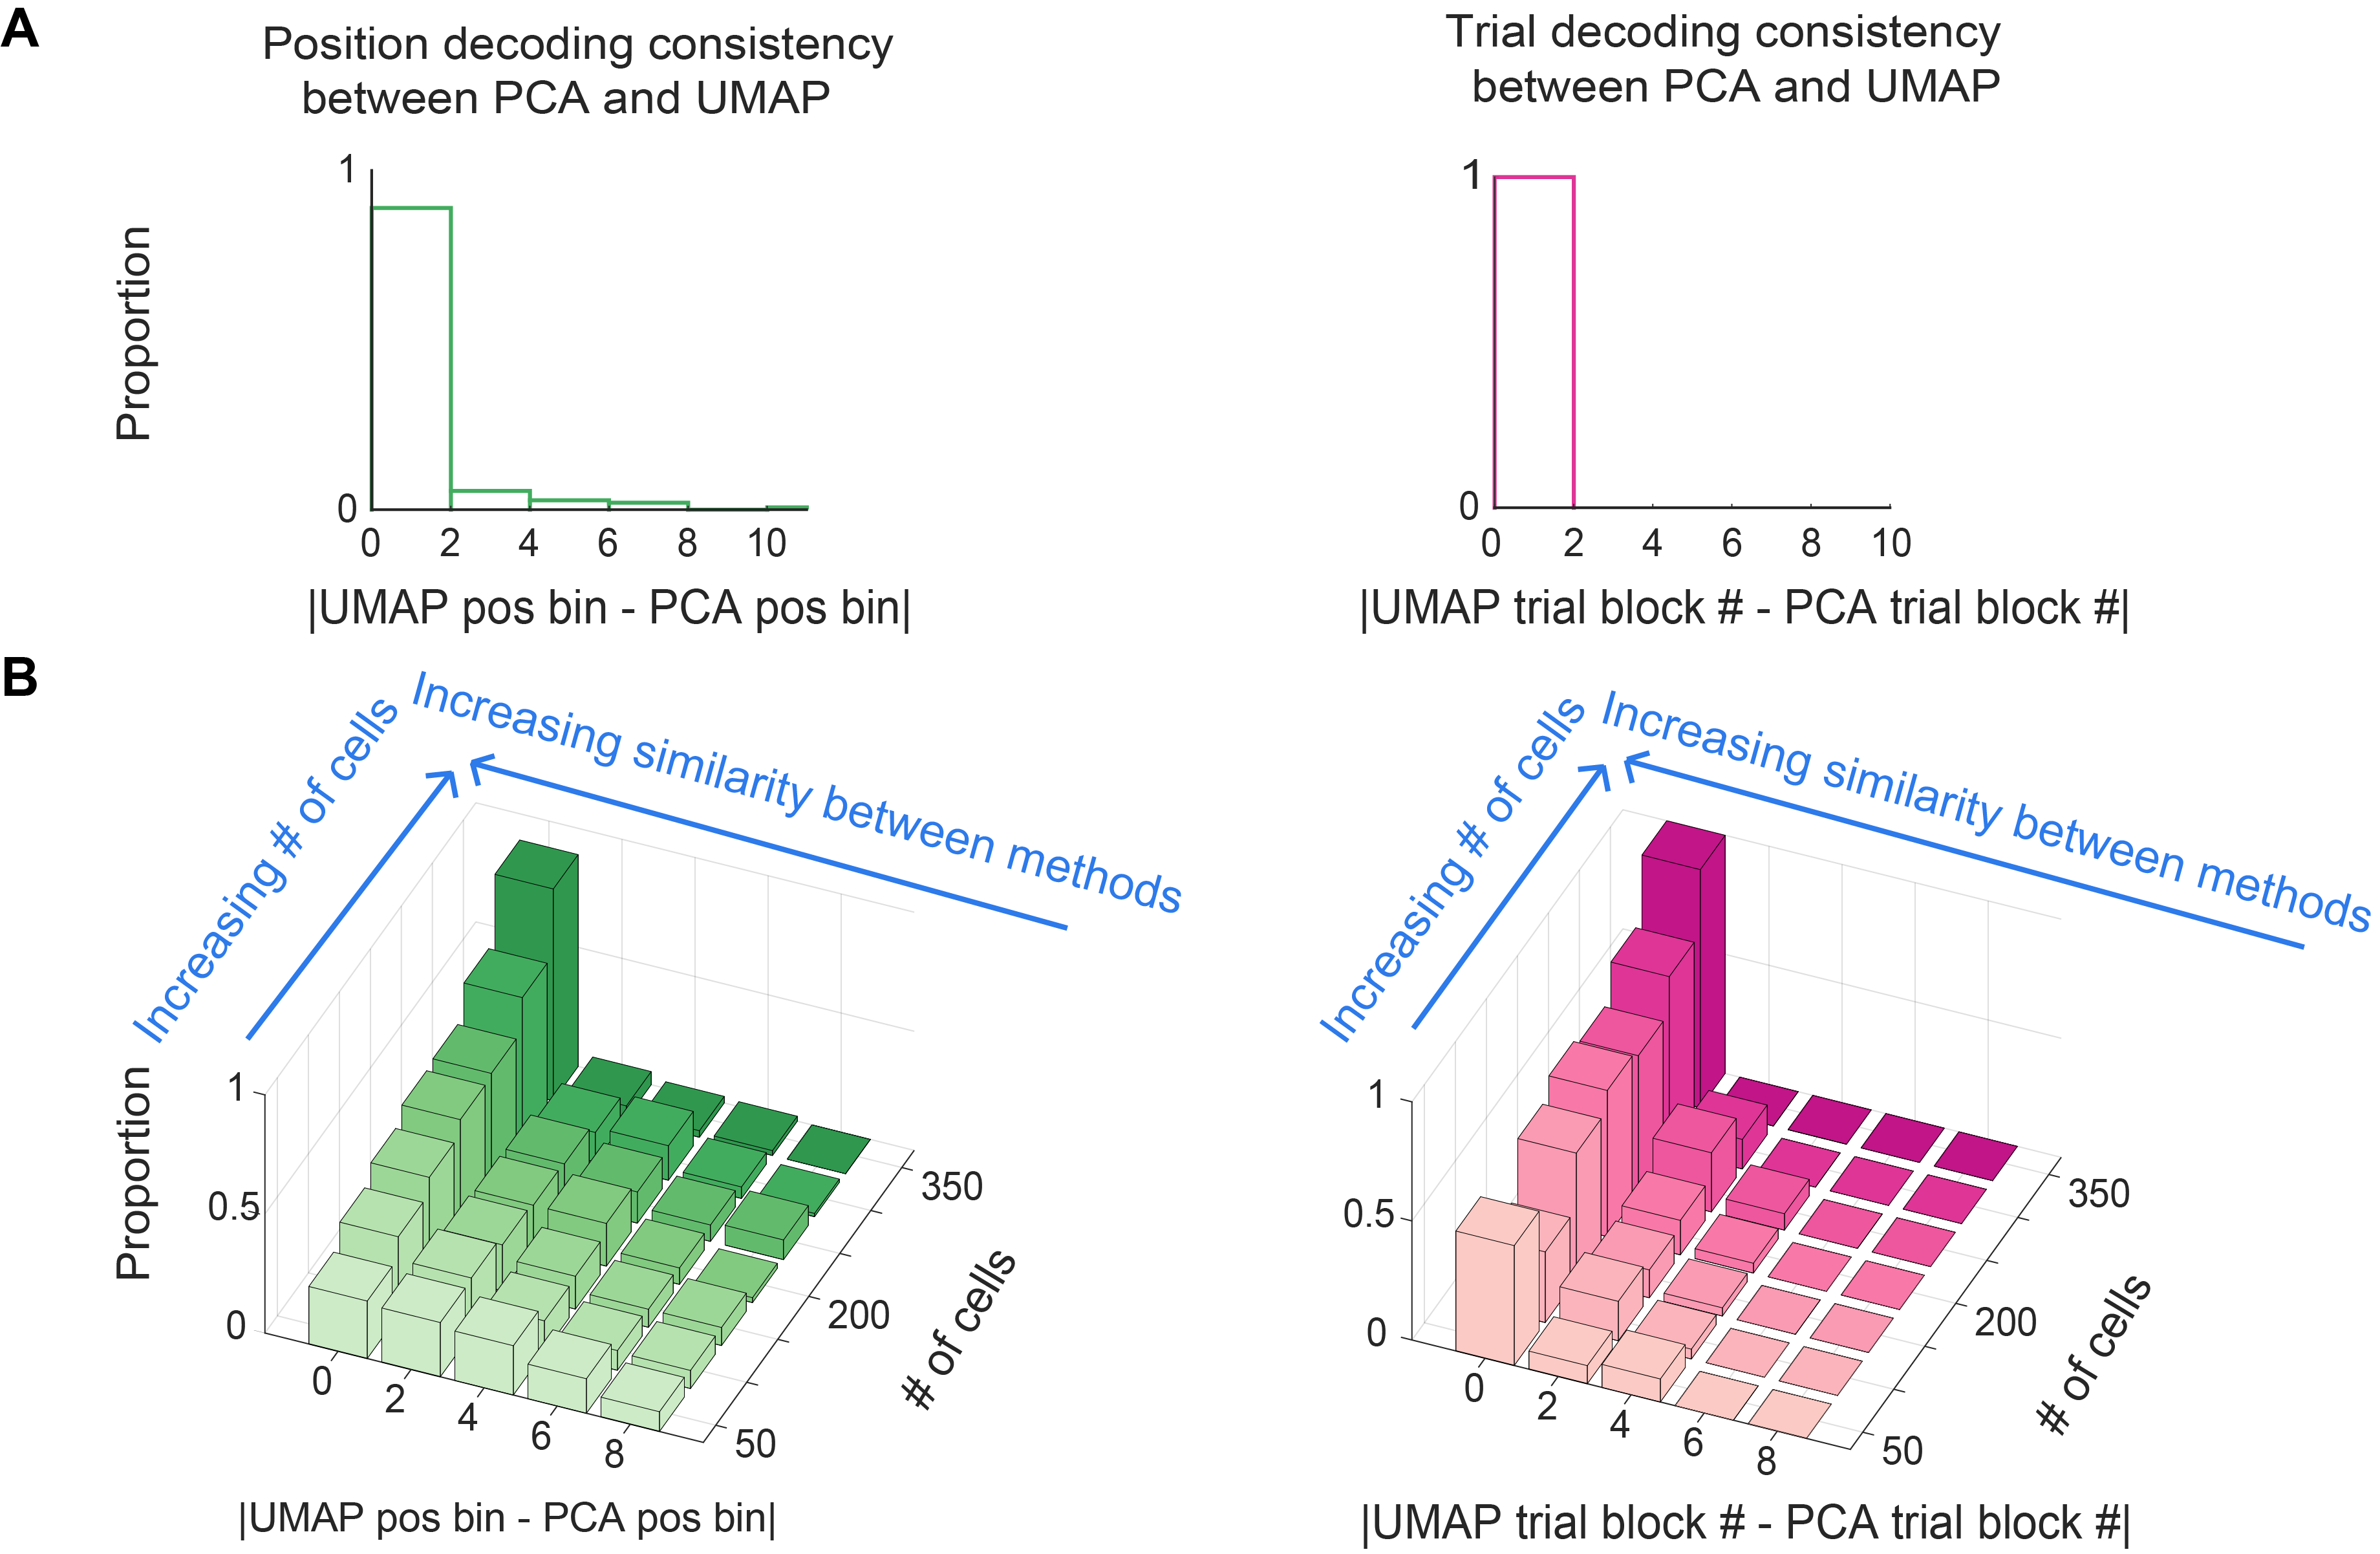 A
Position decoding consistency
between PCA and UMAP
Trial decoding consistency
between PCA and UMAP
Proportion
1
0
0 2 4 6 8 10
|UMAP pos bin - PCA pos bin|
1
0
0 2 4 6 8 10
|UMAP trial block # - PCA trial block #|
B
Increasing # of cells
Increasing similarity between methods
Proportion
1
0.5
0
0 2 4 6 8
50 200 350
# of cells
|UMAP pos bin - PCA pos bin|
Increasing # of cells
Increasing similarity between methods
1
0.5
0
0 2 4 6 8
50 200 350
# of cells
|UMAP trial block # - PCA trial block #|